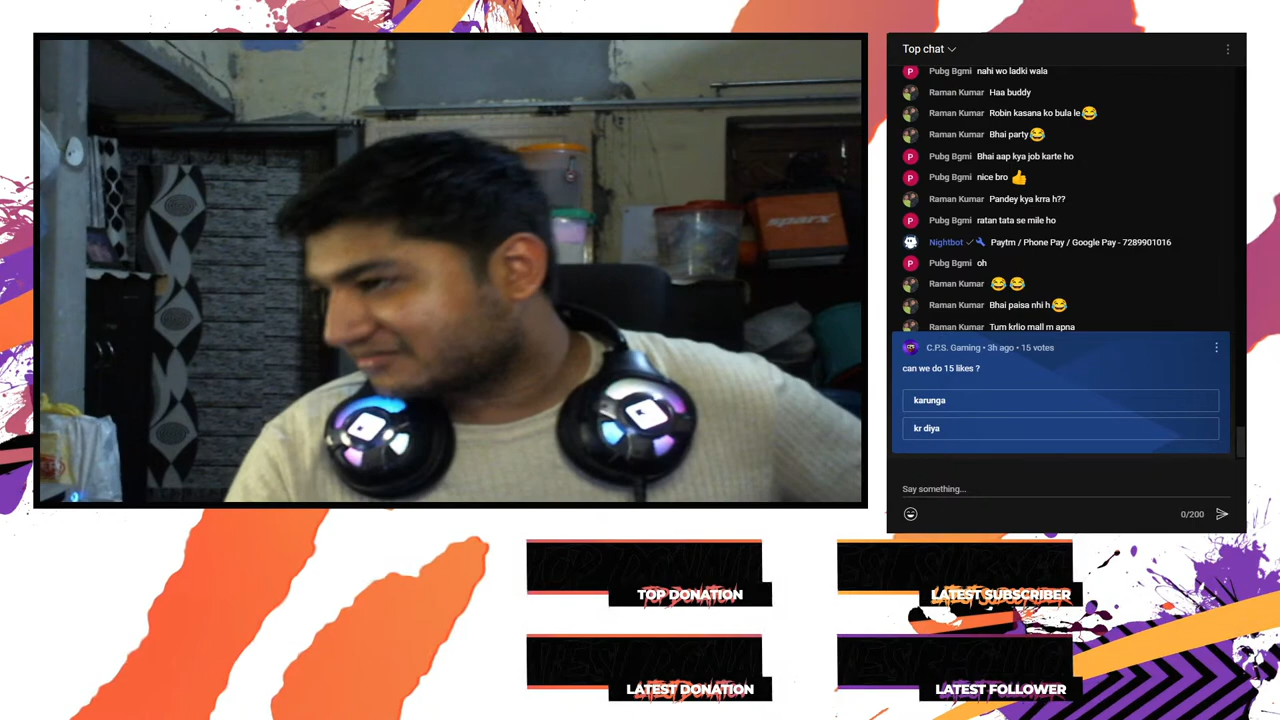 sparx
Top chat
P Pubg Bgmi nahi wo ladki wala
Raman Kumar Haa buddy
Raman Kumar Robin kasana ko bula le😂
Raman Kumar Bhai party😂
P Pubg Bgmi Bhai aap kya job karte ho
P Pubg Bgmi nice bro 👍
Raman Kumar Pandey kya krra h??
P Pubg Bgmi ratan tata se mile ho
Nightbot Paytm / Phone Pay / Google Pay - 7289901016
P Pubg Bgmi oh
Raman Kumar 😂 😂
Raman Kumar Bhai paisa nhi h😂
Raman Kumar Tum krlio mall m apna
C.P.S. Gaming • 3h ago • 15 votes
can we do 15 likes ?
karunga
kr diya
Say something...
0/200
TOP DONATION
LATEST SUBSCRIBER
LATEST DONATION
LATEST FOLLOWER